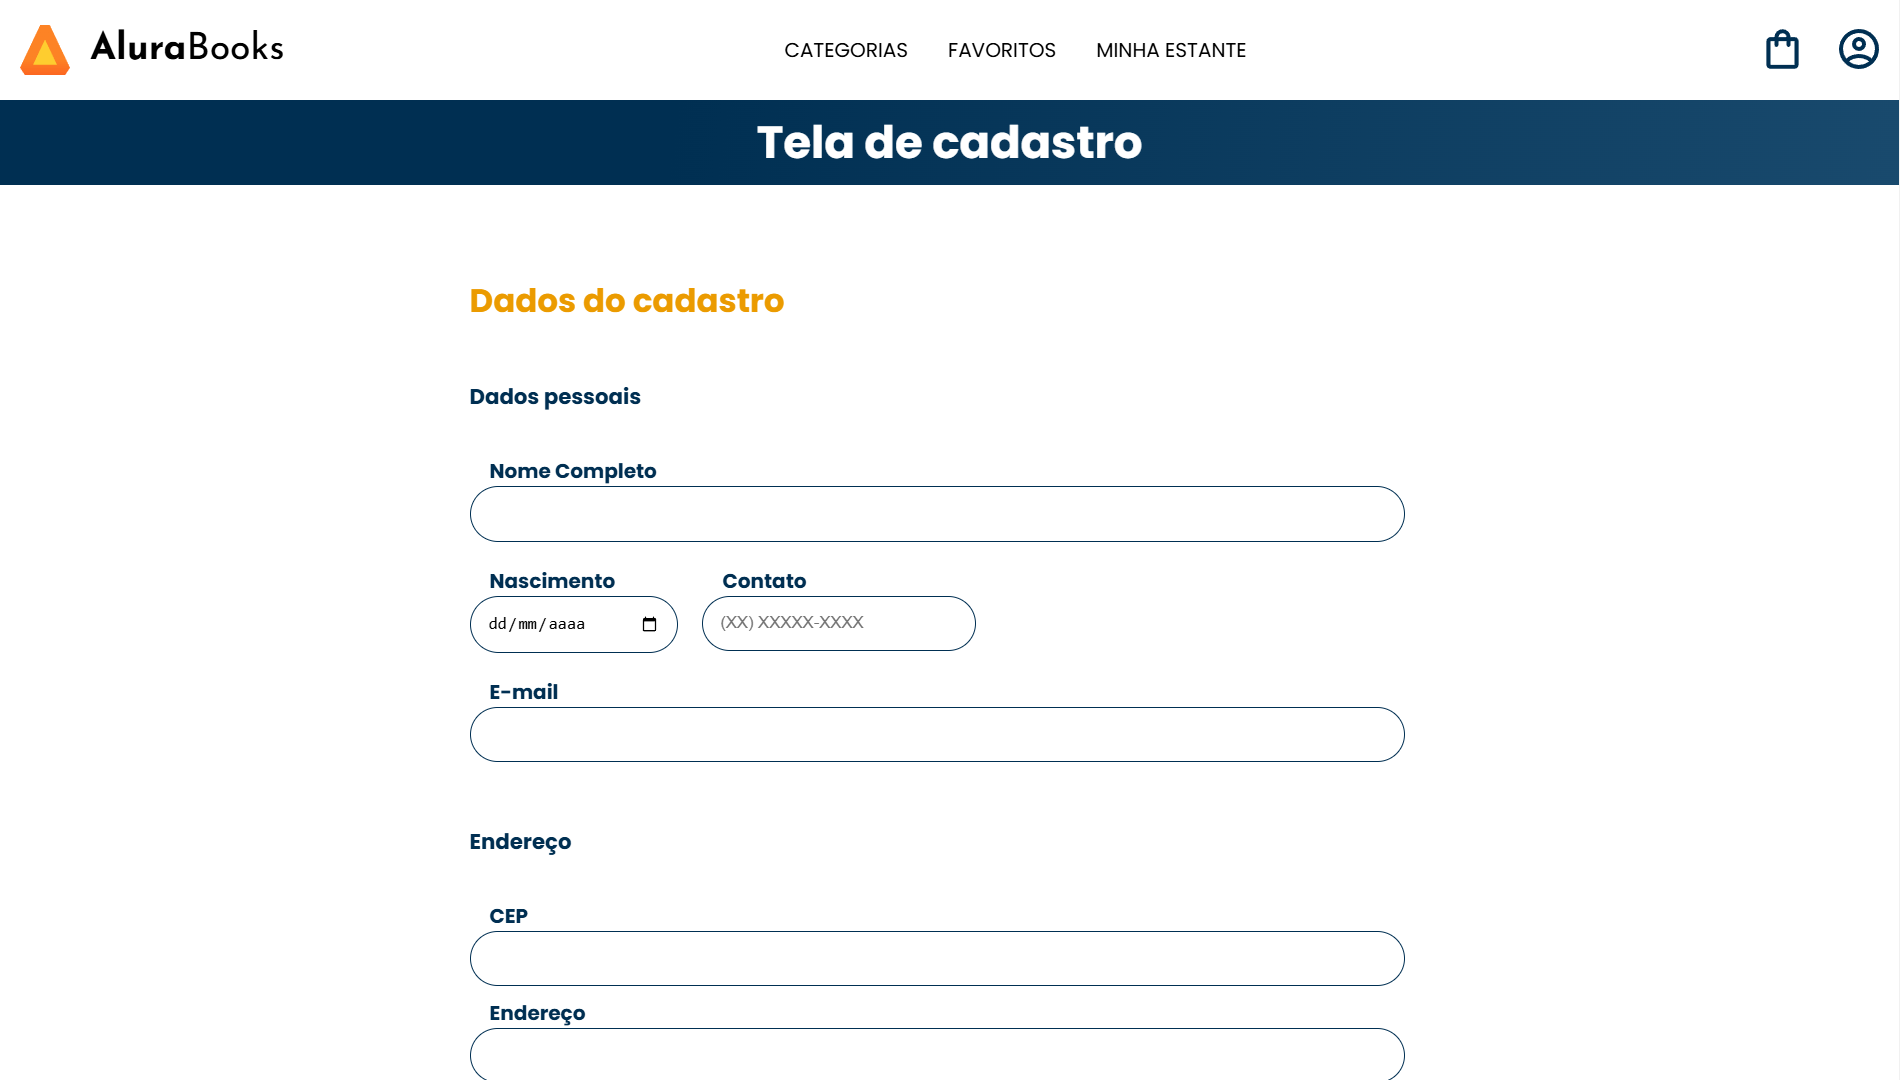 AluraBooks
CATEGORIAS
FAVORITOS
MINHA ESTANTE
Tela de cadastro
Dados do cadastro
Dados pessoais
Nome Completo
Nascimento
Contato
dd/mm/aaaa
(XX) XXXXX-XXXX
E-mail
Endereço
CEP
Endereço